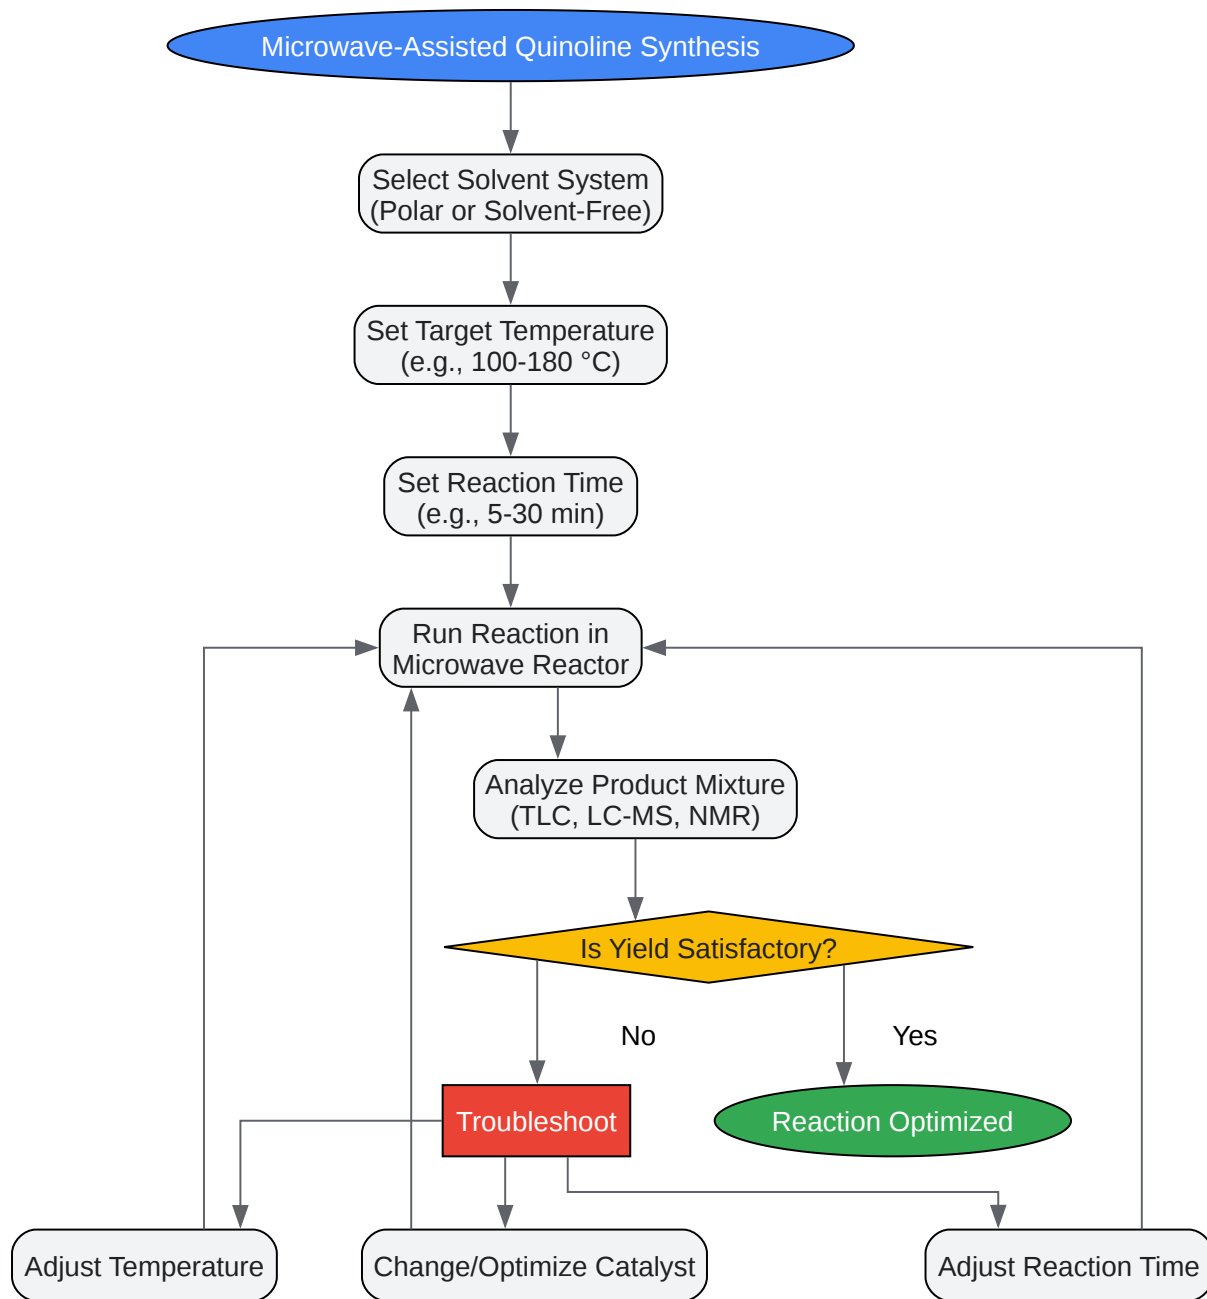 Microwave-Assisted Quinoline Synthesis
Select Solvent System
(Polar or Solvent-Free)
Set Target Temperature
(e.g., 100-180 °C)
Set Reaction Time
(e.g., 5-30 min)
Run Reaction in
Microwave Reactor
Analyze Product Mixture
(TLC, LC-MS, NMR)
Is Yield Satisfactory?
No
Yes
Troubleshoot
Reaction Optimized
Adjust Temperature
Change/Optimize Catalyst
Adjust Reaction Time